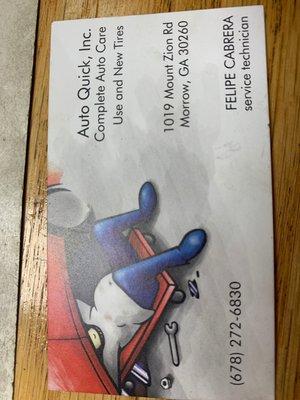 Auto Quick, Inc.
Complete Auto Care
Use and New Tires
1019 Mount Zion Rd
Morrow, GA 30260
FELIPE CABRERA
service technician
(678) 272-6830